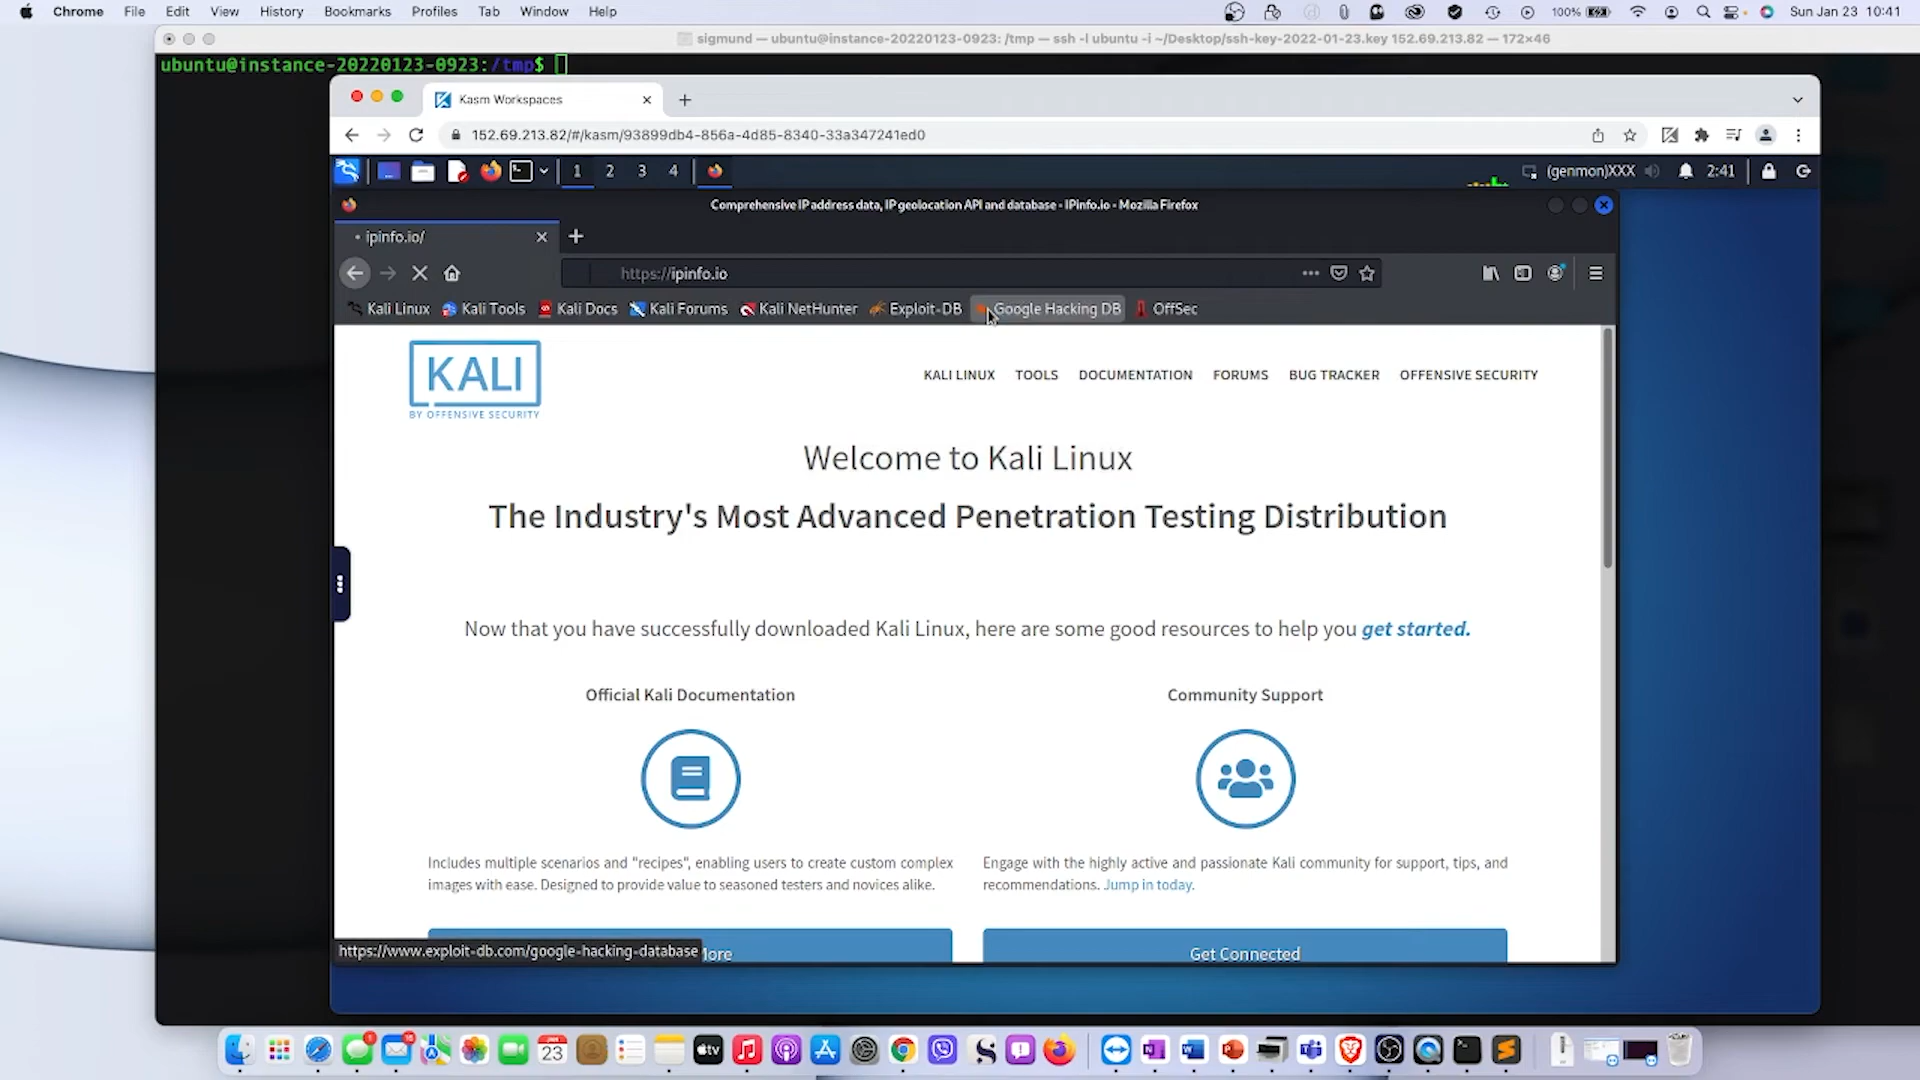 Chrome File Edit View History Bookmarks Profiles Tab Window Help 100% Sun Jan 23 10:41
sigmund — ubuntu@instance-20220123-0923: /tmp — ssh -l ubuntu -i ~/Desktop/ssh-key-2022-01-23.key 152.69.213.82 — 172×46
ubuntu@instance-20220123-0923:/tmp$
Kasm Workspaces
152.69.213.82/#/kasm/93899db4-856a-4d85-8340-33a347241ed0
1 2 3 4 (genmon)XXX 2:41
Comprehensive IP address data, IP geolocation API and database - IPinfo.io - Mozilla Firefox
ipinfo.io/
https://ipinfo.io
Kali Linux Kali Tools Kali Docs Kali Forums Kali NetHunter Exploit-DB Google Hacking DB OffSec
KALI
BY OFFENSIVE SECURITY
KALI LINUX TOOLS DOCUMENTATION FORUMS BUG TRACKER OFFENSIVE SECURITY
Welcome to Kali Linux
The Industry's Most Advanced Penetration Testing Distribution
Now that you have successfully downloaded Kali Linux, here are some good resources to help you get started.
Official Kali Documentation
Includes multiple scenarios and "recipes", enabling users to create custom complex
images with ease. Designed to provide value to seasoned testers and novices alike.
Community Support
Engage with the highly active and passionate Kali community for support, tips, and
recommendations. Jump in today.
Get Connected
https://www.exploit-db.com/google-hacking-database
JAN
23
tv